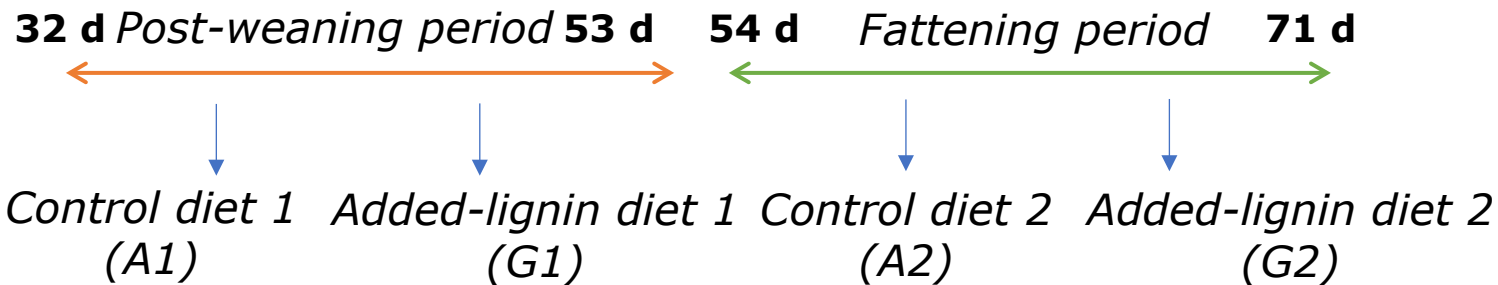 32 d Post-weaning period 53 d 54 d Fattening period 71 d
Control diet 1 Added-lignin diet 1 Control diet 2 Added-lignin diet 2
(A1) (G1) (A2) (G2)